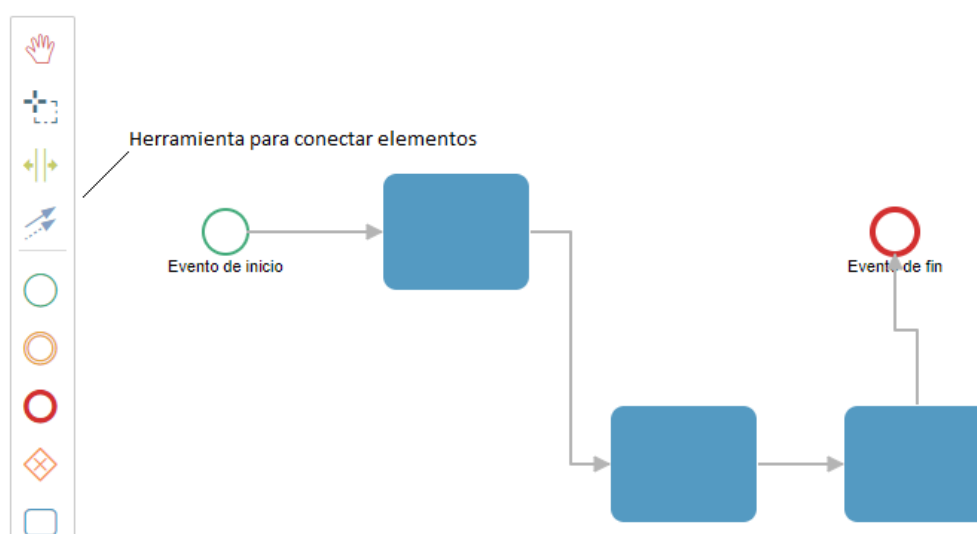 Herramienta para conectar elementos
Evento de inicio
Evento de fin